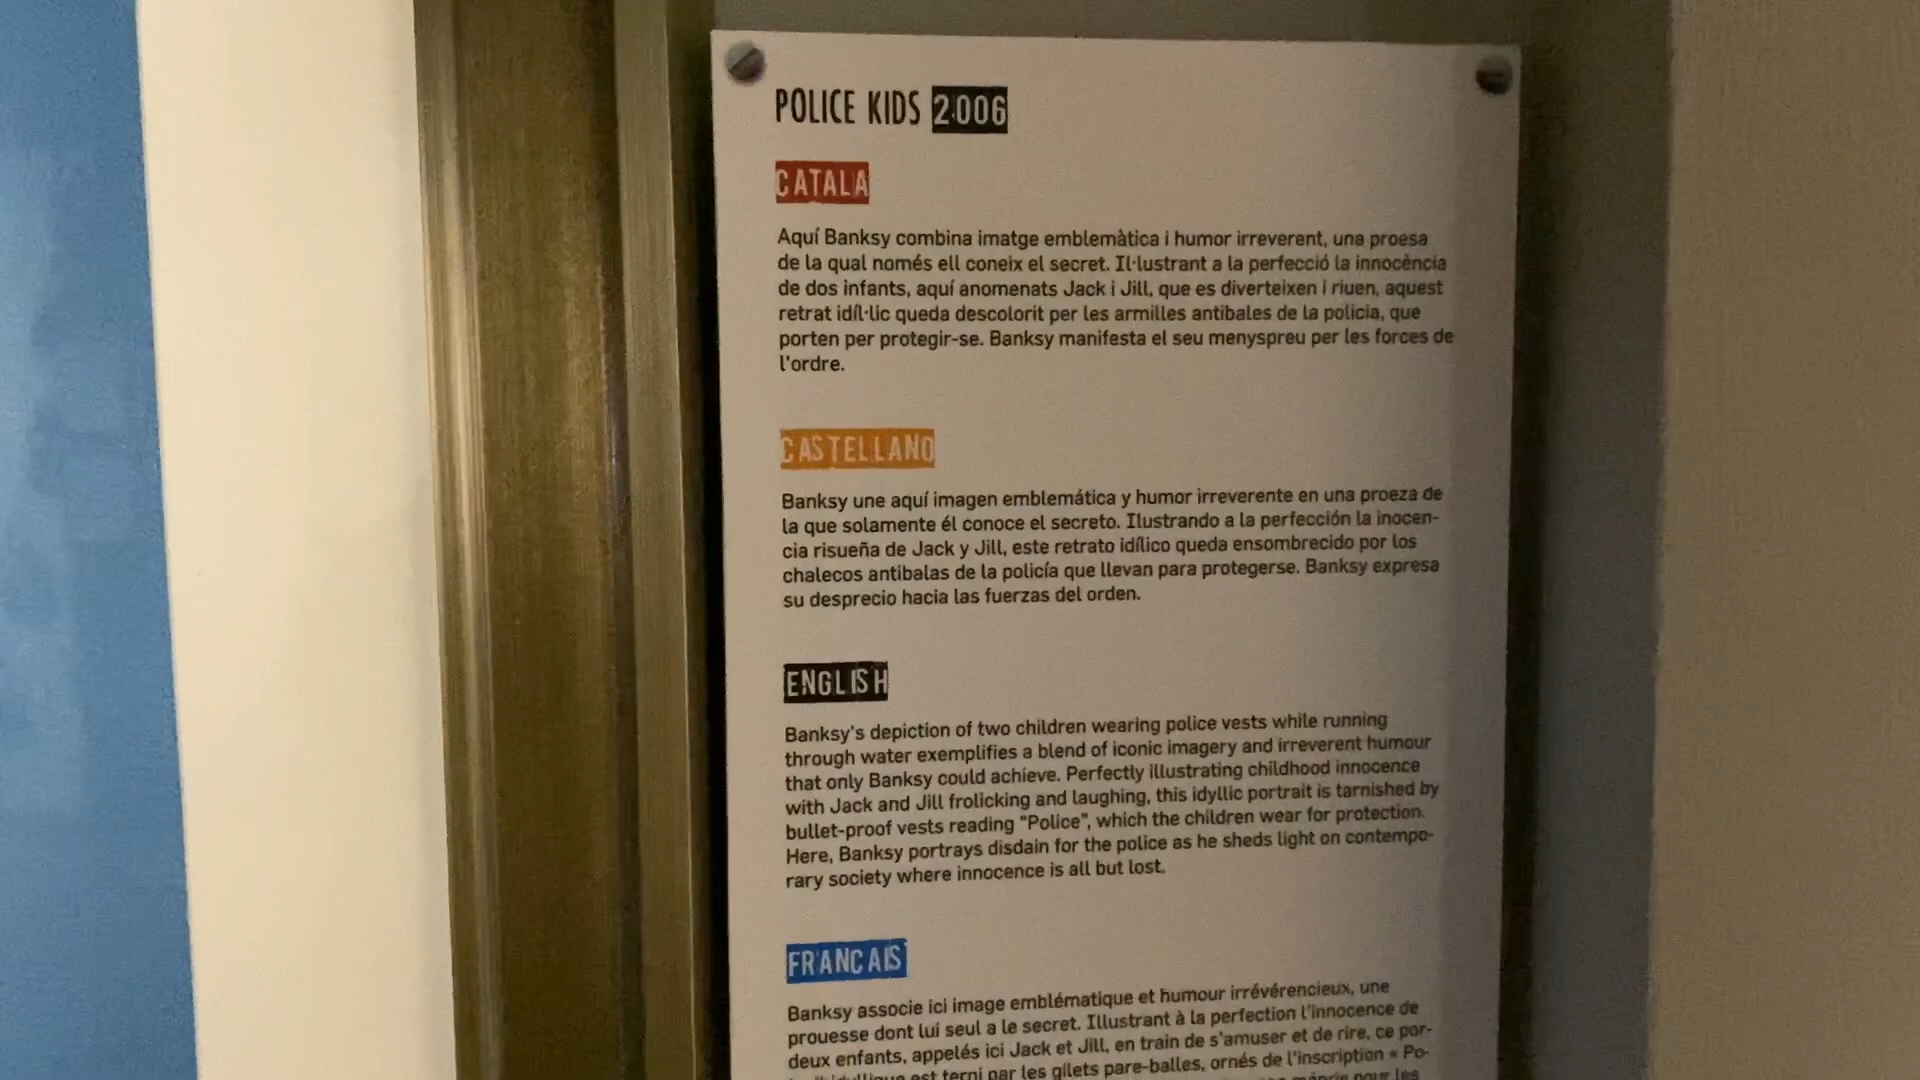 POLICE KIDS 2006
CATALA
Aquí Banksy combina imatge emblemàtica i humor irreverent, una proesa
de la qual només ell coneix el secret. Il·lustrant a la perfecció la innocència
de dos infants, aquí anomenats Jack i Jill, que es diverteixen i riuen, aquest
retrat idíl·lic queda descolorit per les armilles antibales de la policia, que
porten per protegir-se. Banksy manifesta el seu menyspreu per les forces de
l'ordre.
CASTELLANO
Banksy une aquí imagen emblemática y humor irreverente en una proeza de
la que solamente él conoce el secreto. Ilustrando a la perfección la inocen-
cia risueña de Jack y Jill, este retrato idílico queda ensombrecido por los
chalecos antibalas de la policía que llevan para protegerse. Banksy expresa
su desprecio hacia las fuerzas del orden.
ENGLISH
Banksy's depiction of two children wearing police vests while running
through water exemplifies a blend of iconic imagery and irreverent humour
that only Banksy could achieve. Perfectly illustrating childhood innocence
with Jack and Jill frolicking and laughing, this idyllic portrait is tarnished by
bullet-proof vests reading "Police", which the children wear for protection.
Here, Banksy portrays disdain for the police as he sheds light on contempo-
rary society where innocence is all but lost.
FRANCAIS
Banksy associe ici image emblématique et humour irrévérencieux, une
prouesse dont lui seul a le secret. Illustrant à la perfection l'innocence de
deux enfants, appelés ici Jack et Jill, en train de s'amuser et de rire, ce por-
est terni par les gilets pare-balles, ornés de l'inscription « Po-